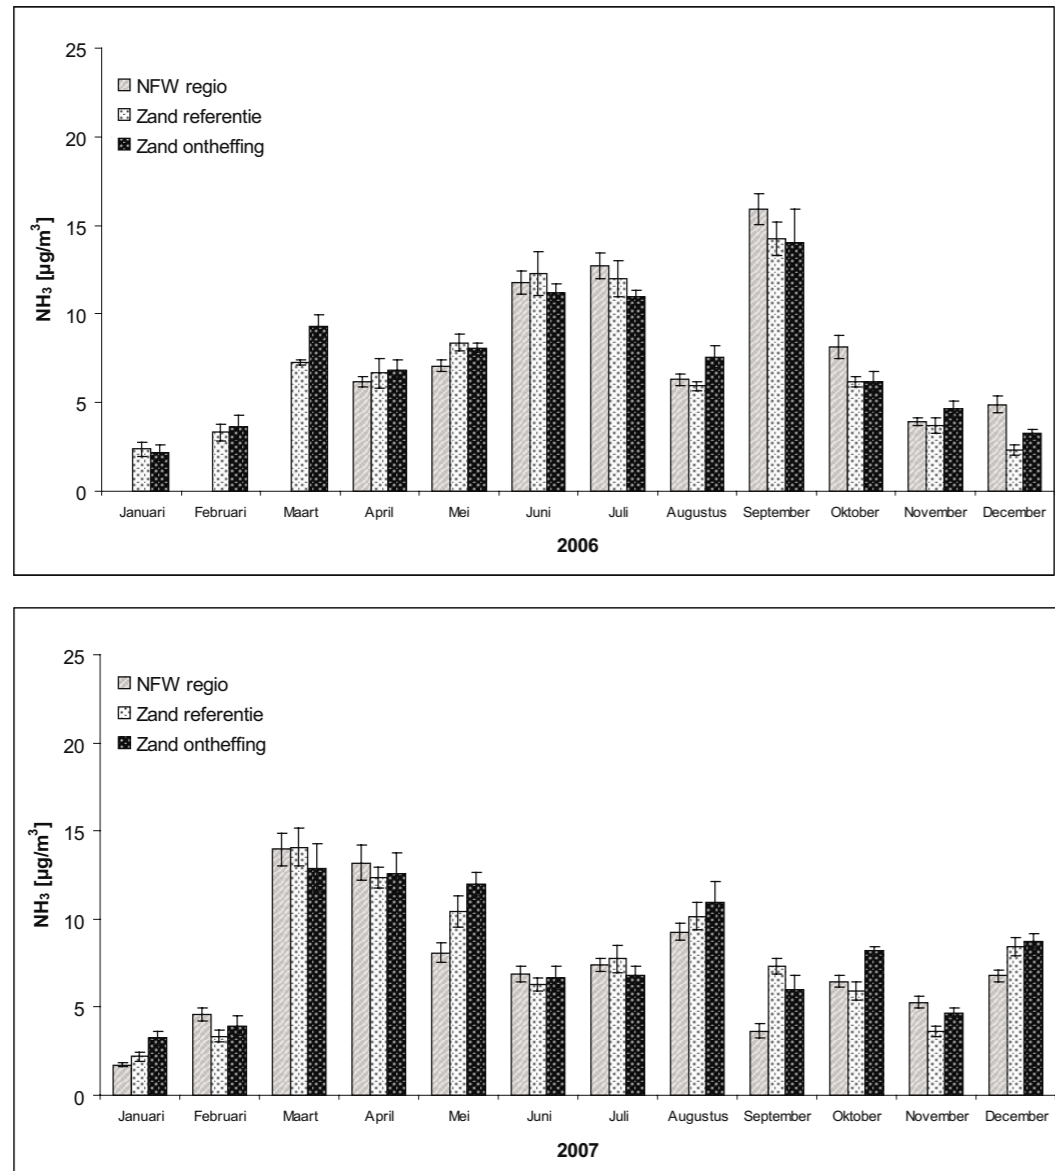 25
20
15
10
5
0
NH₃ [µg/m³]
NFW regio
Zand referentie
Zand ontheffing
Januari Februari Maart April Mei Juni Juli Augustus September Oktober November December
2006
25
20
15
10
5
0
NH₃ [µg/m³]
NFW regio
Zand referentie
Zand ontheffing
Januari Februari Maart April Mei Juni Juli Augustus September Oktober November December
2007